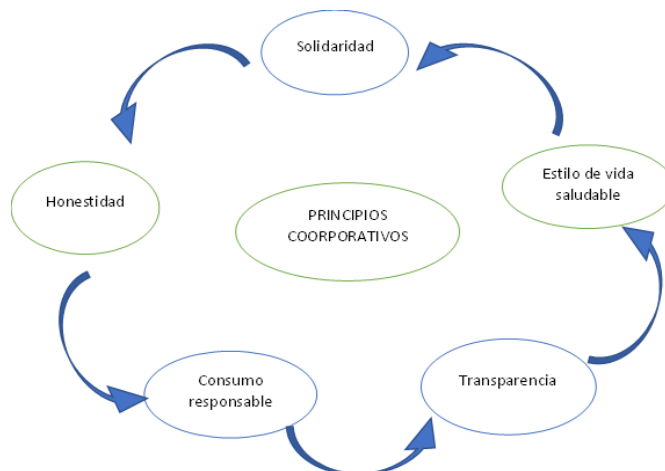 Solidaridad
Honestidad
Estilo de vida
saludable
PRINCIPIOS
COORPORATIVOS
Consumo
responsable
Transparencia